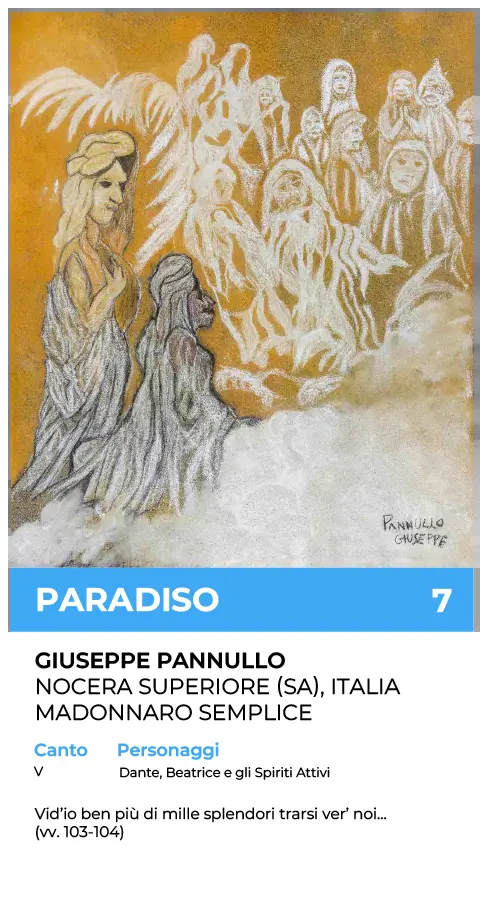 PANNULLO
GIUSEPPE
PARADISO 7
GIUSEPPE PANNULLO
NOCERA SUPERIORE (SA), ITALIA
MADONNARO SEMPLICE
Canto Personaggi
V Dante, Beatrice e gli Spiriti Attivi
Vid’io ben più di mille splendori trarsi ver’ noi...
(vv. 103-104)